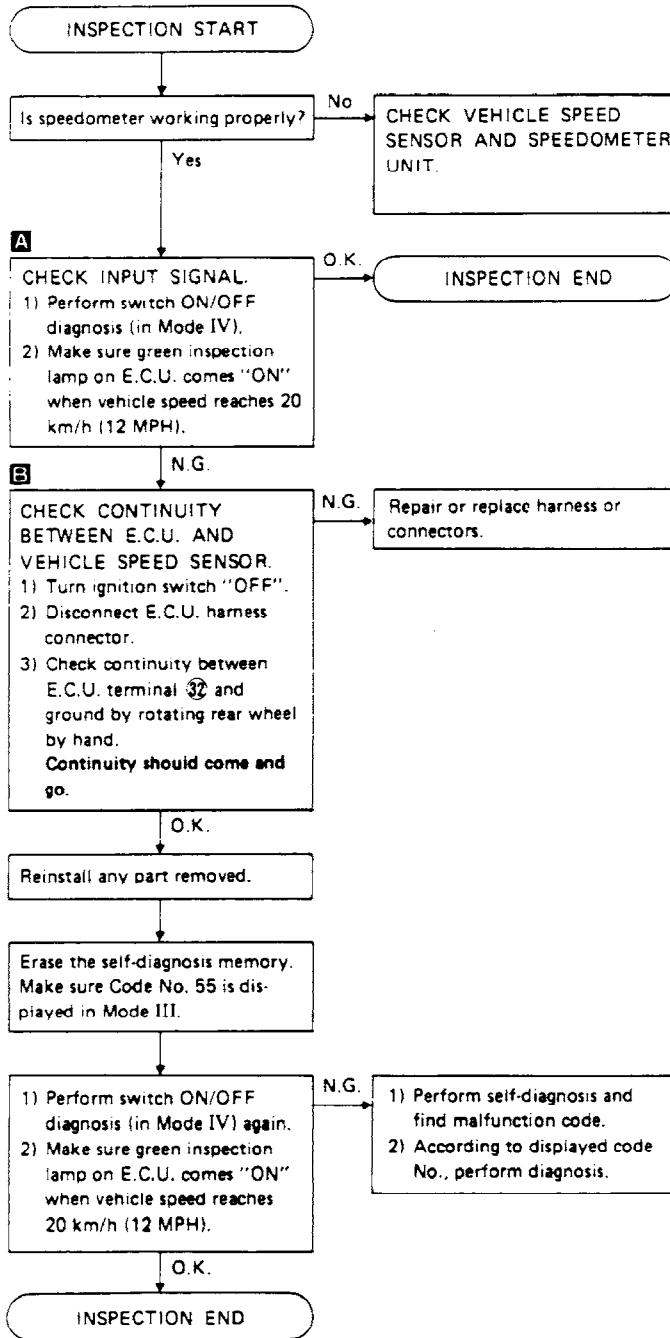 INSPECTION START
Is speedometer working properly?
No
CHECK VEHICLE SPEED
SENSOR AND SPEEDOMETER
UNIT.
Yes
A
CHECK INPUT SIGNAL.
1) Perform switch ON/OFF
diagnosis (in Mode IV).
2) Make sure green inspection
lamp on E.C.U. comes "ON"
when vehicle speed reaches 20
km/h (12 MPH).
O.K.
INSPECTION END
N.G.
B
CHECK CONTINUITY
BETWEEN E.C.U. AND
VEHICLE SPEED SENSOR.
1) Turn ignition switch "OFF".
2) Disconnect E.C.U. harness
connector.
3) Check continuity between
E.C.U. terminal 32 and
ground by rotating rear wheel
by hand.
Continuity should come and
go.
N.G.
Repair or replace harness or
connectors.
O.K.
Reinstall any part removed.
Erase the self-diagnosis memory.
Make sure Code No. 55 is dis-
played in Mode III.
1) Perform switch ON/OFF
diagnosis (in Mode IV) again.
2) Make sure green inspection
lamp on E.C.U. comes "ON"
when vehicle speed reaches
20 km/h (12 MPH).
N.G.
1) Perform self-diagnosis and
find malfunction code.
2) According to displayed code
No., perform diagnosis.
O.K.
INSPECTION END